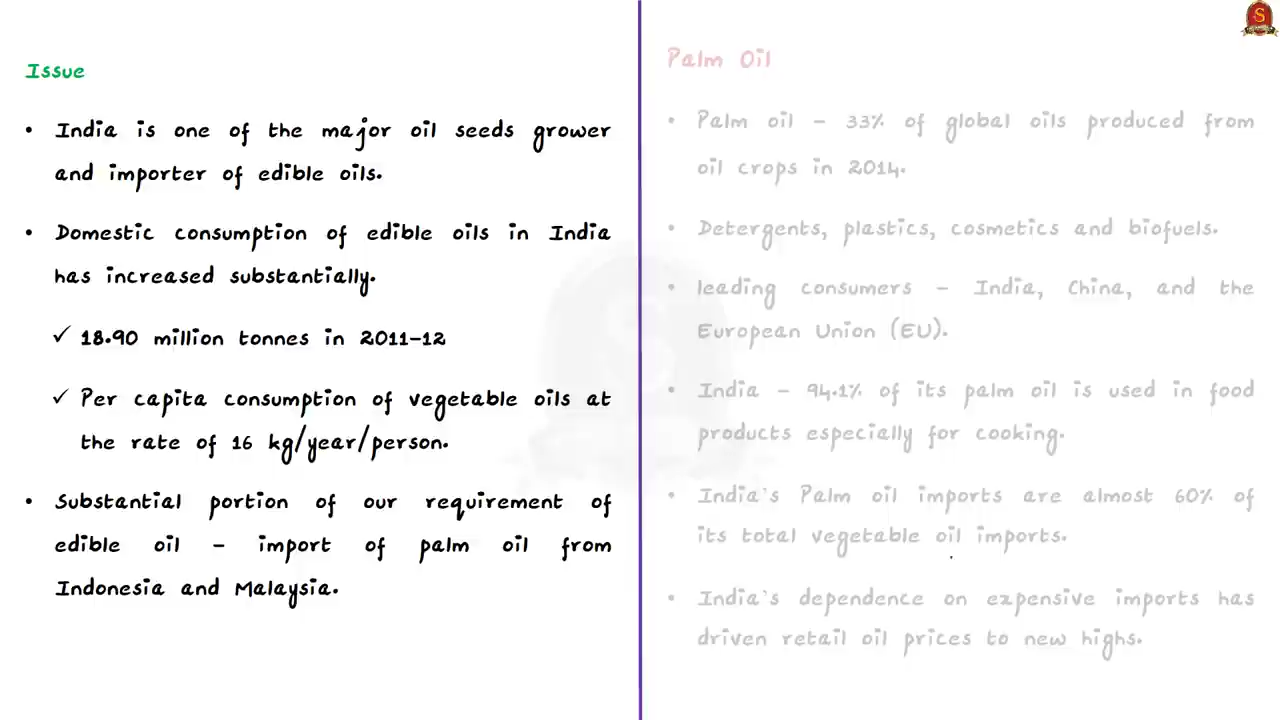 Issue
• India is one of the major oil seeds grower
and importer of edible oils.
• Domestic consumption of edible oils in India
has increased substantially.
✓ 18.90 million tonnes in 2011-12
✓ Per capita consumption of vegetable oils at
the rate of 16 kg/year/person.
• Substantial portion of our requirement of
edible oil - import of palm oil from
Indonesia and Malaysia.
Palm Oil
• Palm oil - 33% of global oils produced from
oil crops in 2014.
• Detergents, plastics, cosmetics and biofuels.
• leading consumers - India, China, and the
European Union (EU).
• India - 94.1% of its palm oil is used in food
products especially for cooking.
• India's Palm oil imports are almost 60% of
its total vegetable oil imports.
• India's dependence on expensive imports has
driven retail oil prices to new highs.